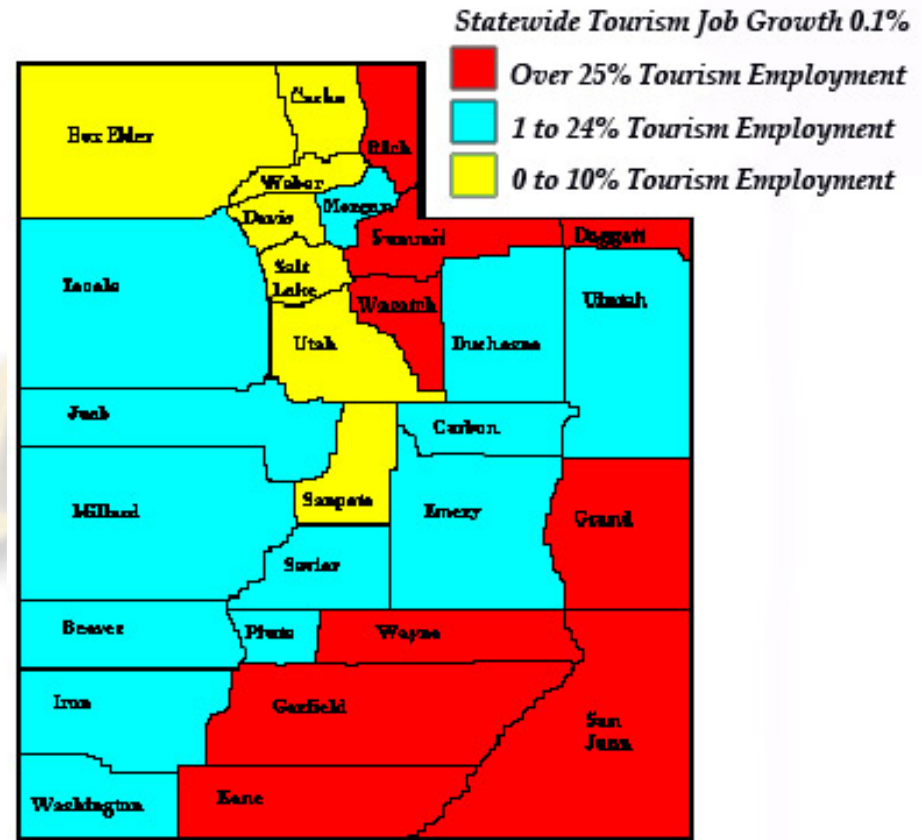 Statewide Tourism Job Growth 0.1%
Over 25% Tourism Employment
1 to 24% Tourism Employment
0 to 10% Tourism Employment
Cache
Box Elder
Rich
Weber
Morgan
Davis
Summit
Daggett
Salt
Lake
Tooele
Wasatch
Uintah
Utah
Duchesne
Juab
Carbon
Sanpete
Millard
Emery
Grand
Sevier
Beaver
Piute
Wayne
Iron
Garfield
San
Juan
Kane
Washington